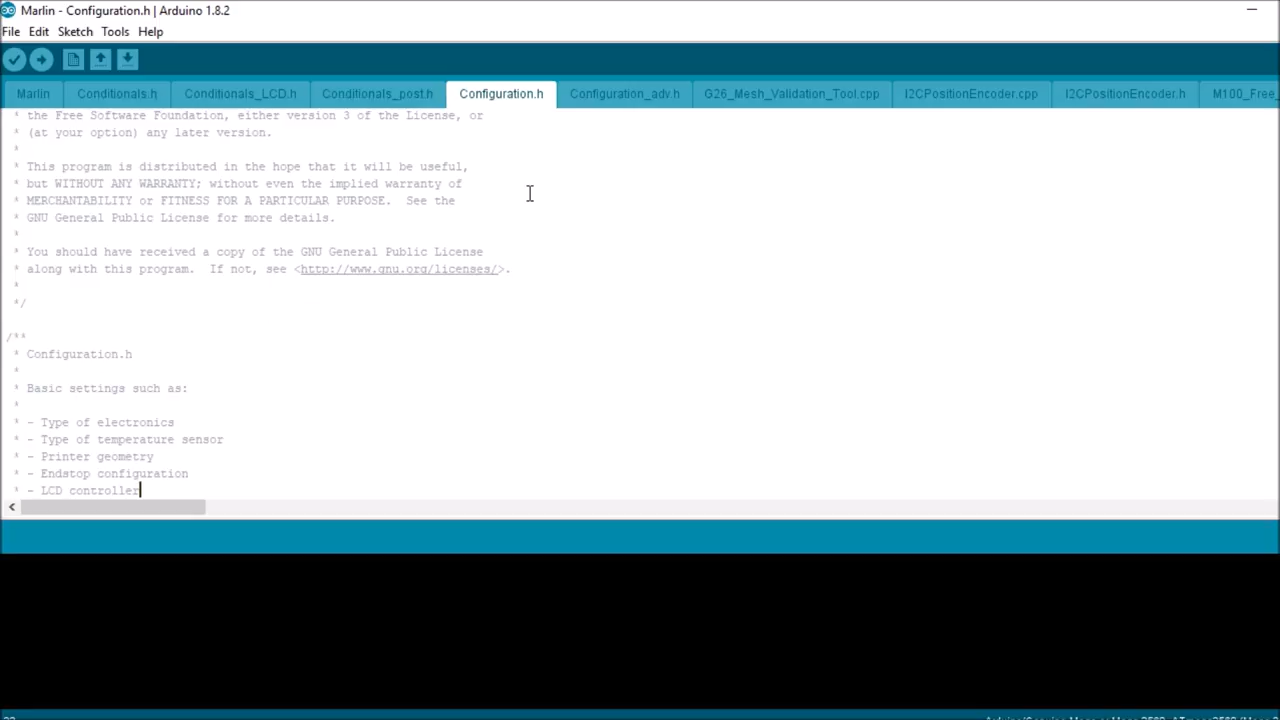 Marlin - Configuration.h | Arduino 1.8.2
File Edit Sketch Tools Help
Marlin Conditionals.h Conditionals_LCD.h Conditionals_post.h Configuration.h Configuration_adv.h G26_Mesh_Validation_Tool.cpp I2CPositionEncoder.cpp I2CPositionEncoder.h M100_Free_
* the Free Software Foundation, either version 3 of the License, or
* (at your option) any later version.
*
* This program is distributed in the hope that it will be useful,
* but WITHOUT ANY WARRANTY; without even the implied warranty of
* MERCHANTABILITY or FITNESS FOR A PARTICULAR PURPOSE.  See the
* GNU General Public License for more details.
*
* You should have received a copy of the GNU General Public License
* along with this program.  If not, see <http://www.gnu.org/licenses/>.
*
*/
/**
* Configuration.h
*
* Basic settings such as:
*
* - Type of electronics
* - Type of temperature sensor
* - Printer geometry
* - Endstop configuration
* - LCD controller